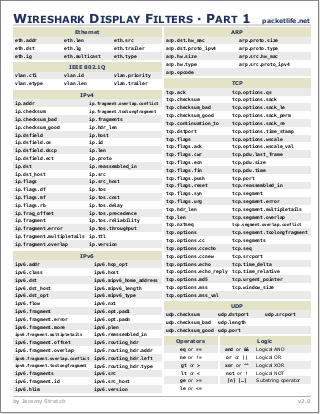 WIRESHARK DISPLAY FILTERS · PART 1 packetlife.net
Ethernet
eth.addr eth.len eth.src
eth.dst eth.lg eth.trailer
eth.ig eth.multicast eth.type
IEEE 802.1Q
vlan.cfi vlan.id vlan.priority
vlan.etype vlan.len vlan.trailer
IPv4
ip.addr ip.fragment.overlap.conflict
ip.checksum ip.fragment.toolongfragment
ip.checksum_bad ip.fragments
ip.checksum_good ip.hdr_len
ip.dsfield ip.host
ip.dsfield.ce ip.id
ip.dsfield.dscp ip.len
ip.dsfield.ect ip.proto
ip.dst ip.reassembled_in
ip.dst_host ip.src
ip.flags ip.src_host
ip.flags.df ip.tos
ip.flags.mf ip.tos.cost
ip.flags.rb ip.tos.delay
ip.frag_offset ip.tos.precedence
ip.fragment ip.tos.reliability
ip.fragment.error ip.tos.throughput
ip.fragment.multipletails ip.ttl
ip.fragment.overlap ip.version
IPv6
ipv6.addr ipv6.hop_opt
ipv6.class ipv6.host
ipv6.dst ipv6.mipv6_home_address
ipv6.dst_host ipv6.mipv6_length
ipv6.dst_opt ipv6.mipv6_type
ipv6.flow ipv6.nxt
ipv6.fragment ipv6.opt.pad1
ipv6.fragment.error ipv6.opt.padn
ipv6.fragment.more ipv6.plen
ipv6.fragment.multipletails ipv6.reassembled_in
ipv6.fragment.offset ipv6.routing_hdr
ipv6.fragment.overlap ipv6.routing_hdr.addr
ipv6.fragment.overlap.conflict ipv6.routing_hdr.left
ipv6.fragment.toolongfragment ipv6.routing_hdr.type
ipv6.fragments ipv6.src
ipv6.fragment.id ipv6.src_host
ipv6.hlim ipv6.version
ARP
arp.dst.hw_mac arp.proto.size
arp.dst.proto_ipv4 arp.proto.type
arp.hw.size arp.src.hw_mac
arp.hw.type arp.src.proto_ipv4
arp.opcode
TCP
tcp.ack tcp.options.qs
tcp.checksum tcp.options.sack
tcp.checksum_bad tcp.options.sack_le
tcp.checksum_good tcp.options.sack_perm
tcp.continuation_to tcp.options.sack_re
tcp.dstport tcp.options.time_stamp
tcp.flags tcp.options.wscale
tcp.flags.ack tcp.options.wscale_val
tcp.flags.cwr tcp.pdu.last_frame
tcp.flags.ecn tcp.pdu.size
tcp.flags.fin tcp.pdu.time
tcp.flags.push tcp.port
tcp.flags.reset tcp.reassembled_in
tcp.flags.syn tcp.segment
tcp.flags.urg tcp.segment.error
tcp.hdr_len tcp.segment.multipletails
tcp.len tcp.segment.overlap
tcp.nxtseq tcp.segment.overlap.conflict
tcp.options tcp.segment.toolongfragment
tcp.options.cc tcp.segments
tcp.options.ccecho tcp.seq
tcp.options.ccnew tcp.srcport
tcp.options.echo tcp.time_delta
tcp.options.echo_reply tcp.time_relative
tcp.options.md5 tcp.urgent_pointer
tcp.options.mss tcp.window_size
tcp.options.mss_val
UDP
udp.checksum udp.dstport udp.srcport
udp.checksum_bad udp.length
udp.checksum_good udp.port
Operators Logic
eq or == and or && Logical AND
ne or != or or || Logical OR
gt or > xor or ^^ Logical XOR
lt or < not or ! Logical NOT
ge or >= [n] […] Substring operator
le or <=
by Jeremy Stretch v2.0